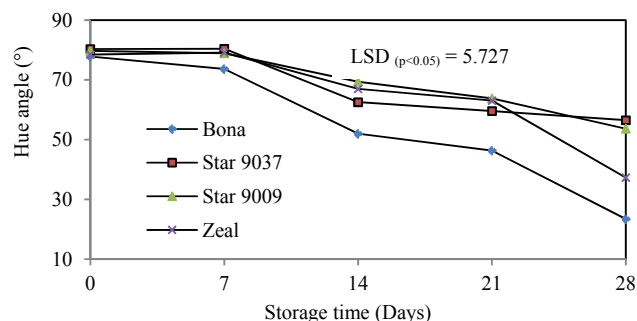 90
70
50
30
10
Hue angle (°)
LSD (p<0.05) = 5.727
Bona
Star 9037
Star 9009
Zeal
0 7 14 21 28
Storage time (Days)